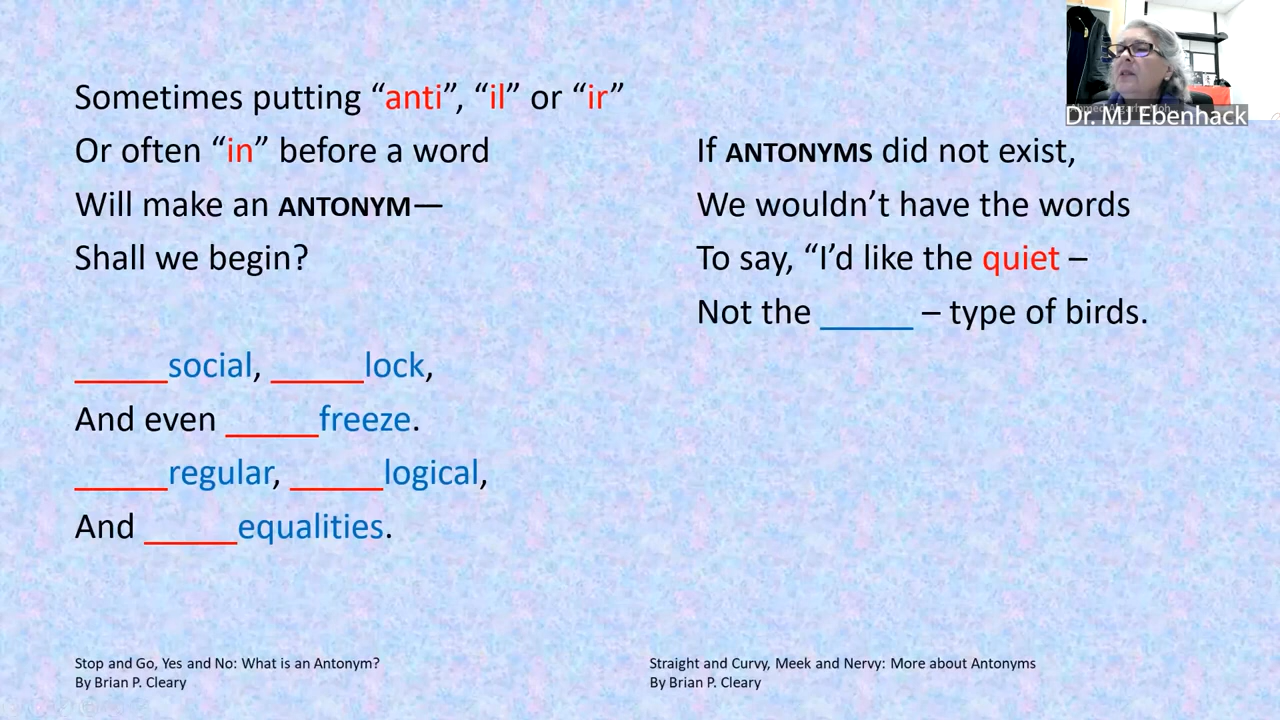 Sometimes putting “anti”, “il” or “ir”
Or often “in” before a word
Will make an ANTONYM—
Shall we begin?
_____social, _____lock,
And even _____freeze.
_____regular, _____logical,
And _____equalities.
Stop and Go, Yes and No: What is an Antonym?
By Brian P. Cleary
If ANTONYMS did not exist,
We wouldn’t have the words
To say, “I’d like the quiet –
Not the _____ – type of birds.
Straight and Curvy, Meek and Nervy: More about Antonyms
By Brian P. Cleary
Dr. MJ Ebenhack